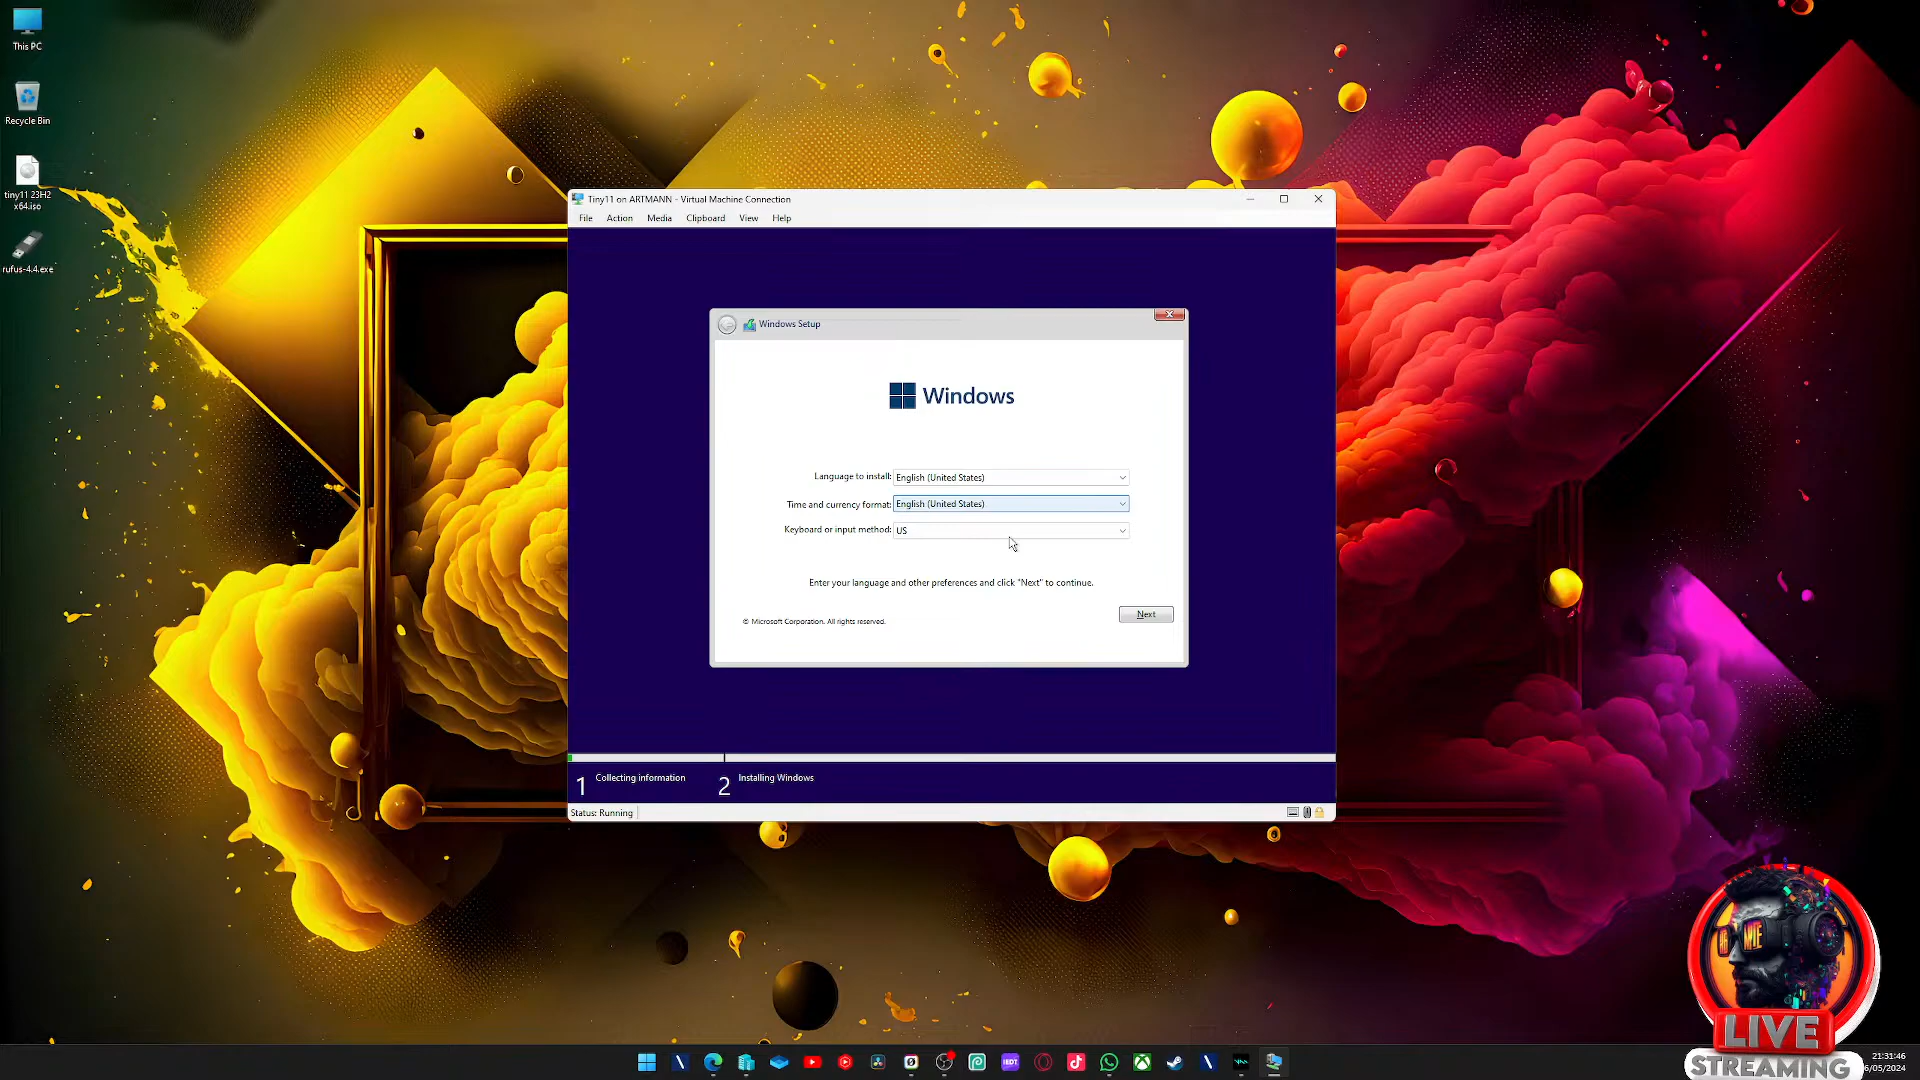 This PC
Recycle Bin
tiny11 23H2
x64.iso
rufus-4.4.exe
Tiny11 on ARTMANN - Virtual Machine Connection
File Action Media Clipboard View Help
Windows Setup
Windows
Language to install: English (United States)
Time and currency format: English (United States)
Keyboard or input method: US
Enter your language and other preferences and click "Next" to continue.
Next
© Microsoft Corporation. All rights reserved.
1 Collecting information 2 Installing Windows
Status: Running
LIVE
STREAMING
21:31:46
6/05/2024